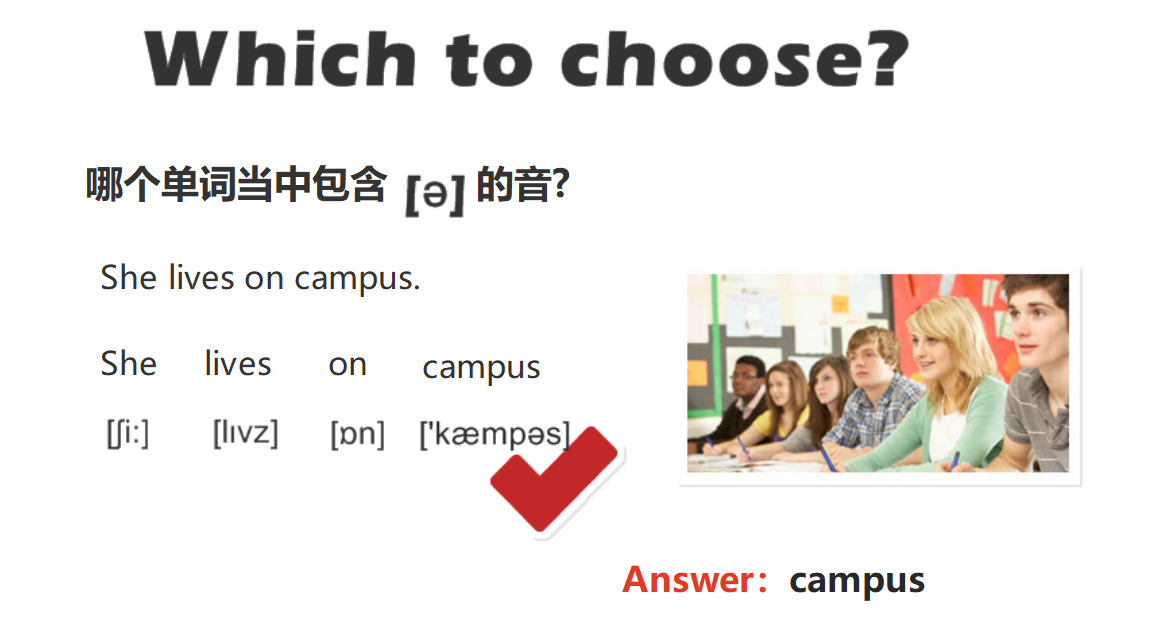 Which to choose?
哪个单词当中包含 [ə] 的音?
She lives on campus.
She lives on campus
[ʃi:] [lɪvz] [ɒn] ['kæmpəs]
Answer：campus